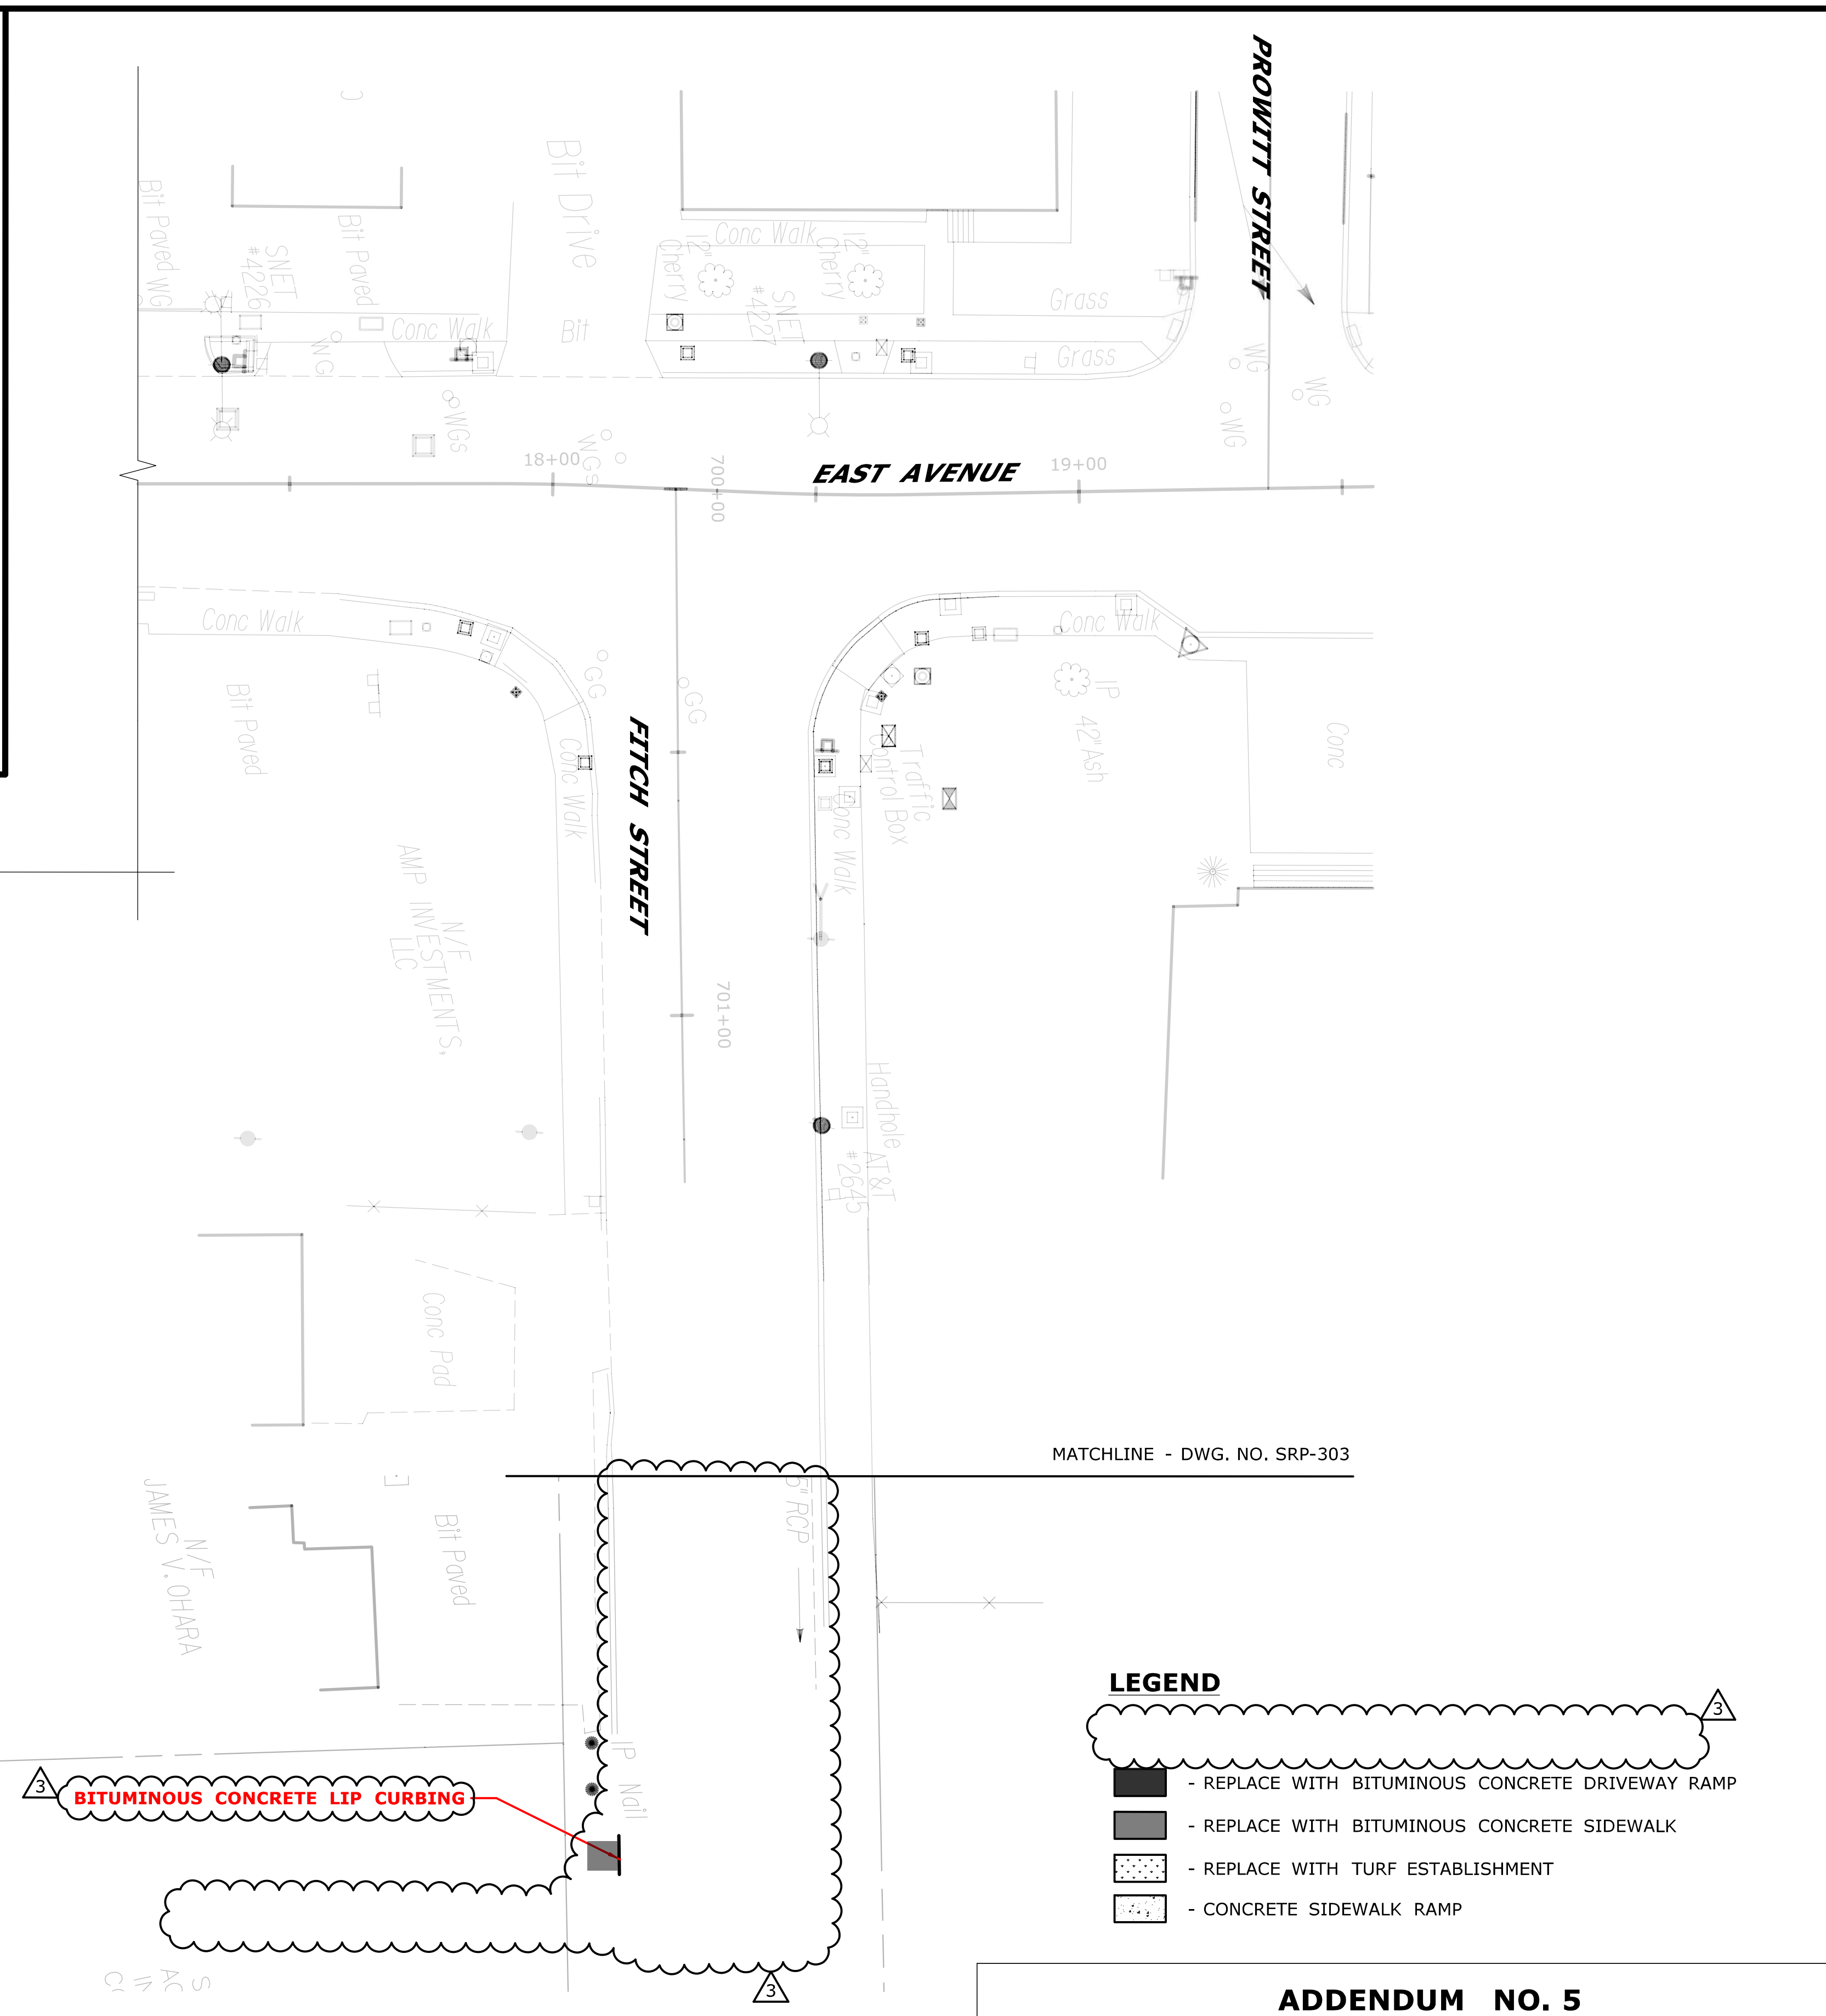 PROWITT STREET
Bit Drive
Bit Paved WG
SNET
#4226
Bit Paved
Conc Walk
12"
Cherry
12"
Cherry
SNET
#4227
Grass
Conc Walk
Bit
Grass
WG
WGs
WGs
WG
WG
WG
18+00
700+00
EAST AVENUE
19+00
Conc Walk
Conc Walk
GG
GG
IP
42" Ash
Conc
Bit Paved
FITCH STREET
Conc Walk
Traffic
Control Box
Conc Walk
N/F
AMP INVESTMENTS,
LLC
701+00
Handhole
AT&T
#2645
Conc Pad
MATCHLINE - DWG. NO. SRP-303
5" RCP
N/F
JAMES V. OHARA
Bit Paved
IP Nail
LEGEND
3
3
BITUMINOUS CONCRETE LIP CURBING
- REPLACE WITH BITUMINOUS CONCRETE DRIVEWAY RAMP
- REPLACE WITH BITUMINOUS CONCRETE SIDEWALK
- REPLACE WITH TURF ESTABLISHMENT
- CONCRETE SIDEWALK RAMP
3
ADDENDUM NO. 5